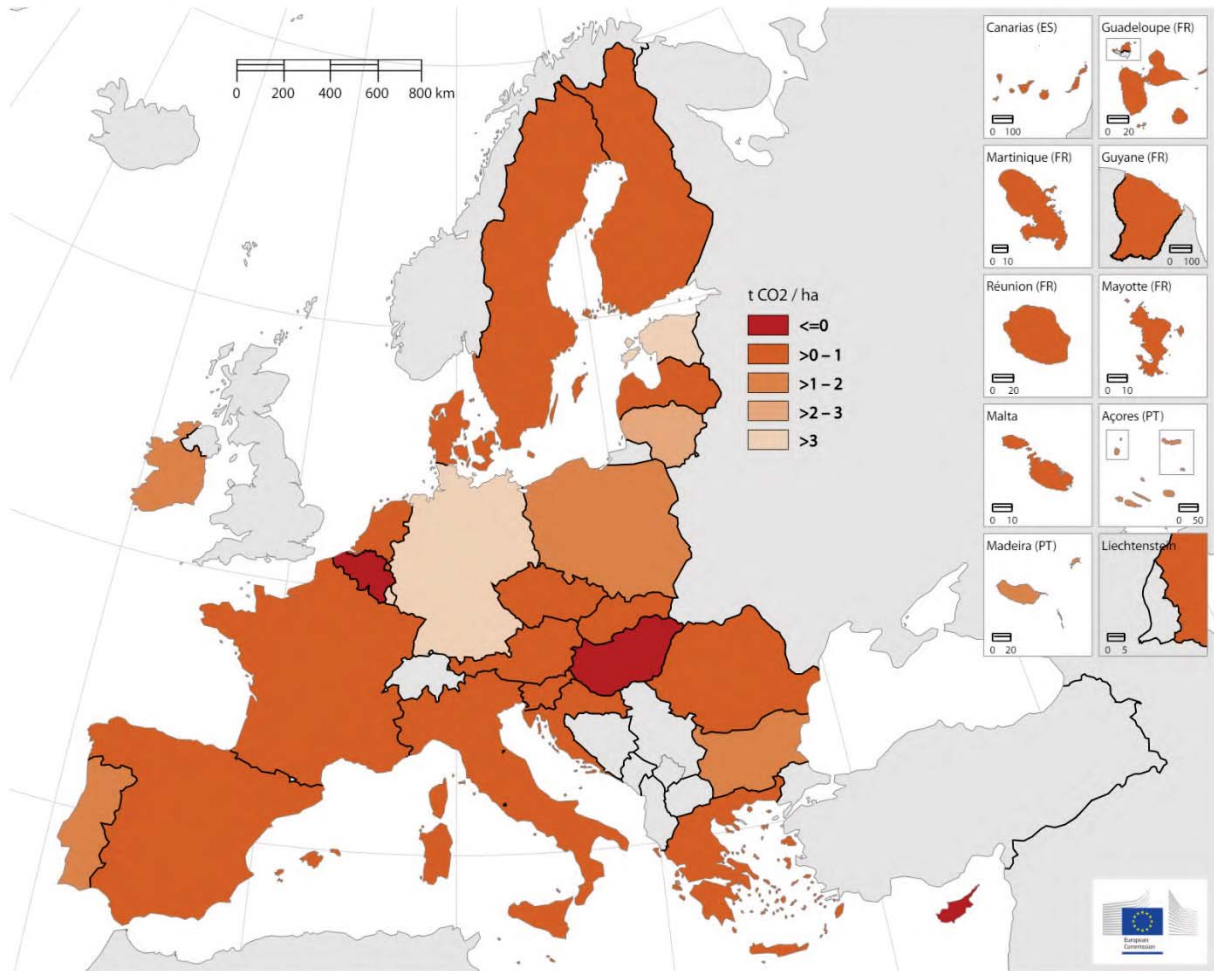 0 200 400 600 800 km
t CO2 / ha
<=0
>0 – 1
>1 – 2
>2 – 3
>3
Canarias (ES)
0 100
Guadeloupe (FR)
0 20
Martinique (FR)
0 10
Guyane (FR)
0 100
Réunion (FR)
0 20
Mayotte (FR)
0 10
Malta
0 10
Açores (PT)
0 50
Madeira (PT)
0 20
Liechtenstein
0 5
European
Commission